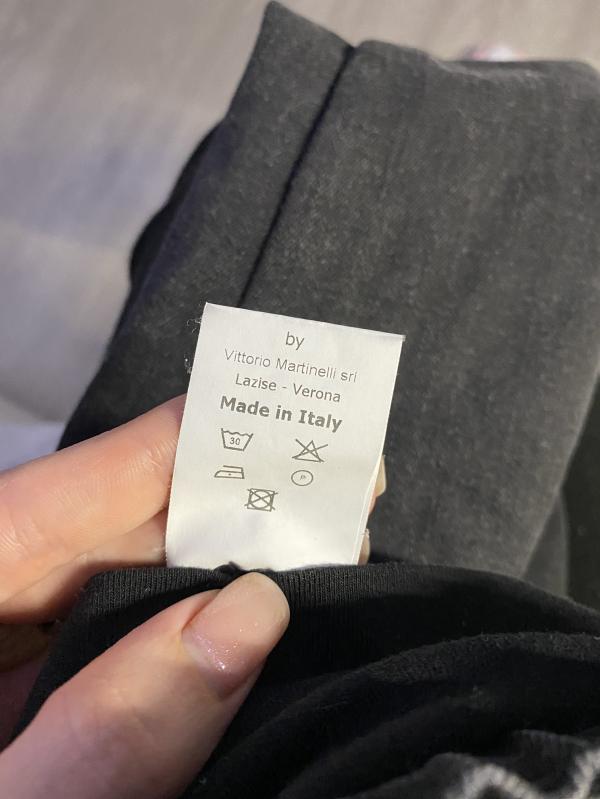 by
Vittorio Martinelli srl
Lazise - Verona
Made in Italy
30
P